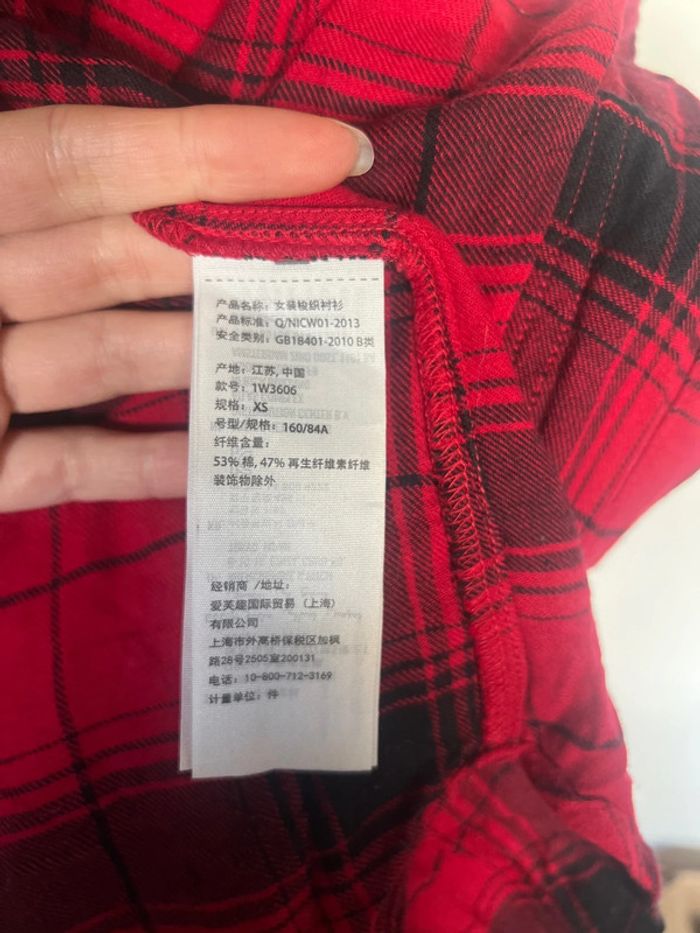 产品名称：女装梭织衬衫
产品标准：Q/NICW01-2013
安全类别：GB18401-2010 B类
产地：江苏, 中国
款号：1W3606
规格：XS
号型/规格：160/84A
纤维含量：
53% 棉, 47% 再生纤维素纤维
装饰物除外
经销商 /地址：
爱芙趣国际贸易 (上海)
有限公司
上海市外高桥保税区加枫
路28号2505室200131
电话：10-800-712-3169
计量单位：件